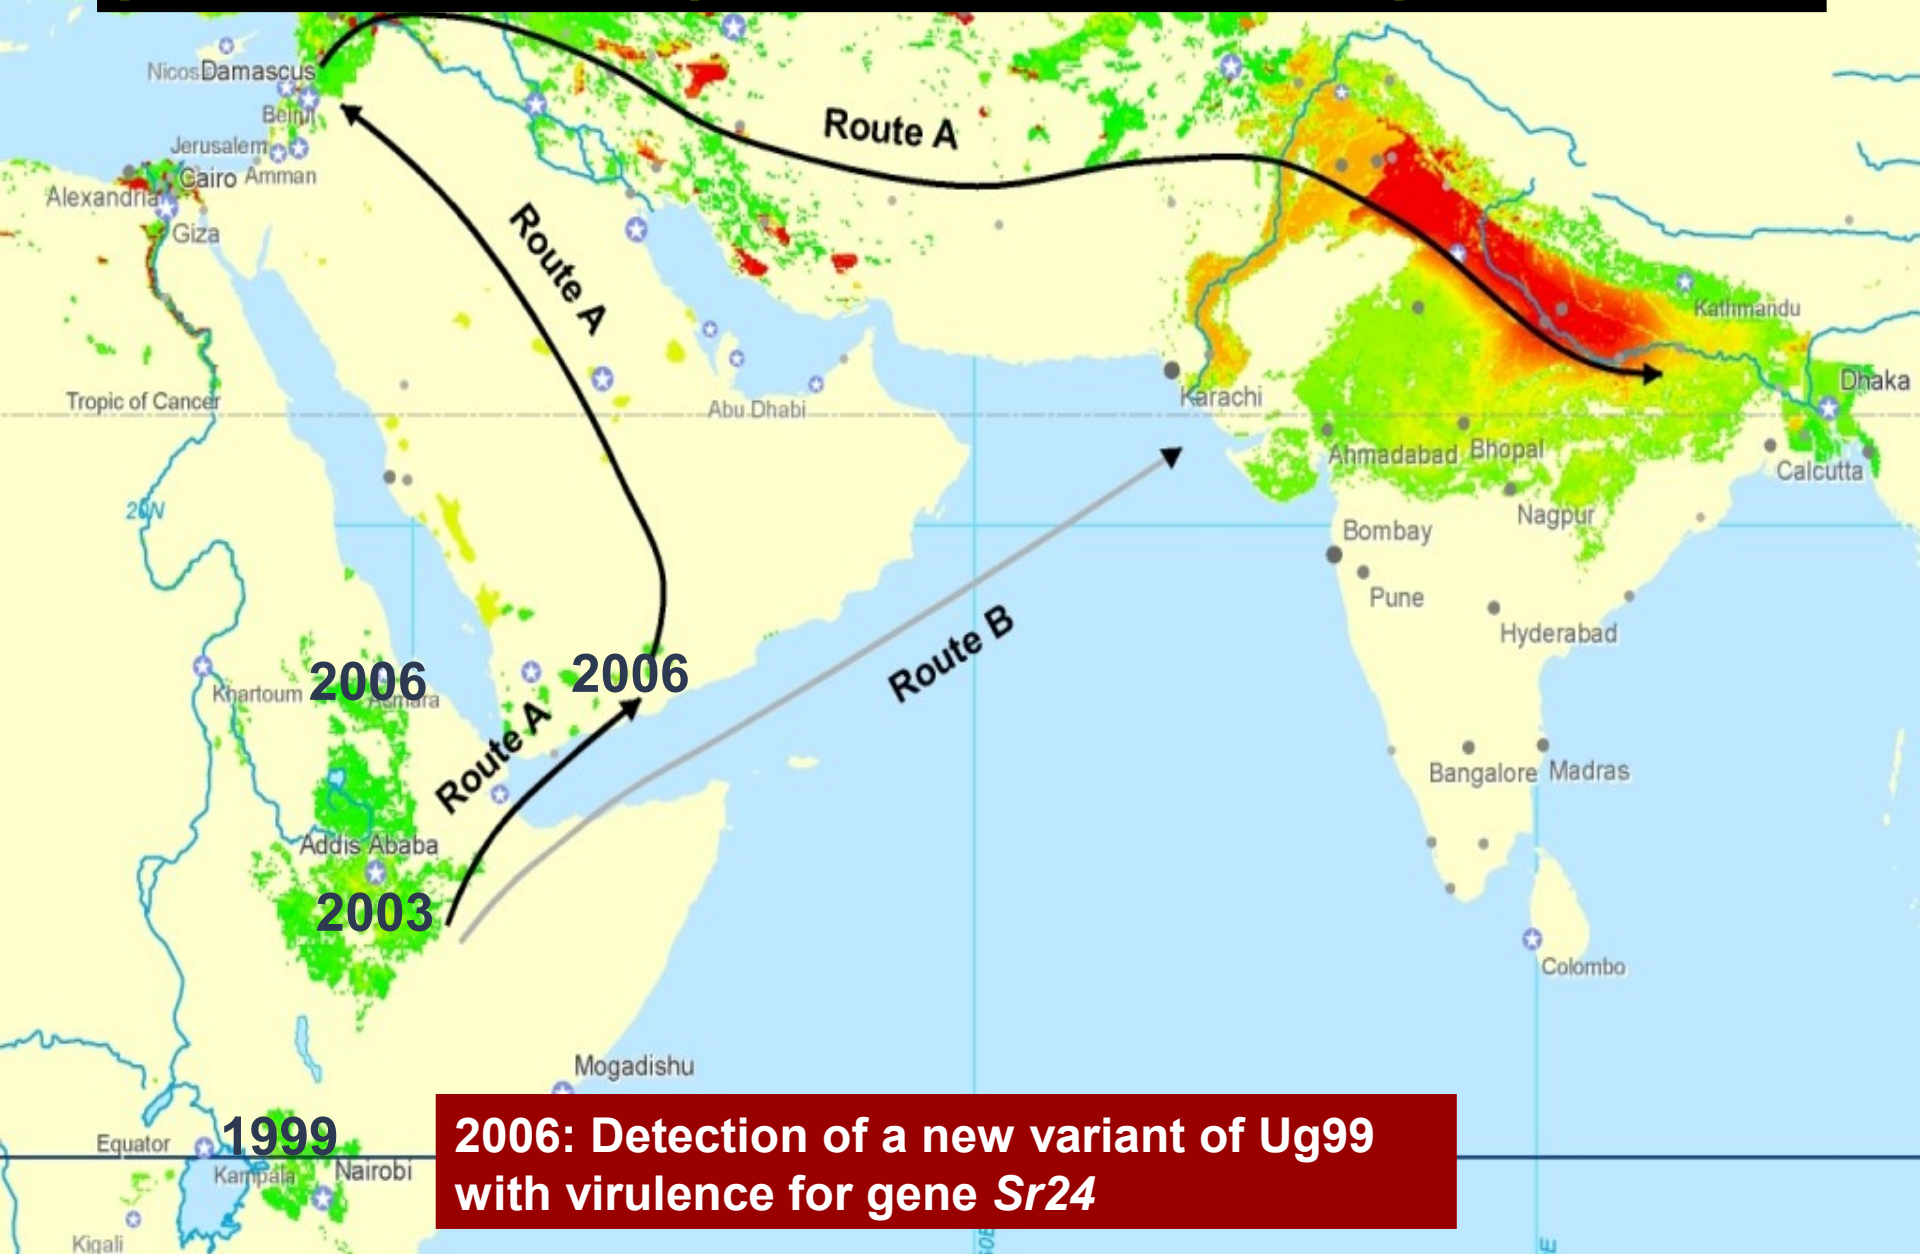 Nicos
Damascus
Beirut
Jerusalem
Cairo
Amman
Alexandria
Giza
Route A
Route A
Kathmandu
Tropic of Cancer
Abu Dhabi
Karachi
Dhaka
Ahmadabad
Bhopal
Calcutta
20N
Nagpur
Bombay
Pune
Route B
Hyderabad
2006
2006
Khartoum
Route A
Bangalore
Madras
Addis Ababa
2003
Colombo
Mogadishu
1999
Equator
Kampala
Nairobi
2006: Detection of a new variant of Ug99
with virulence for gene Sr24
Kigali
E